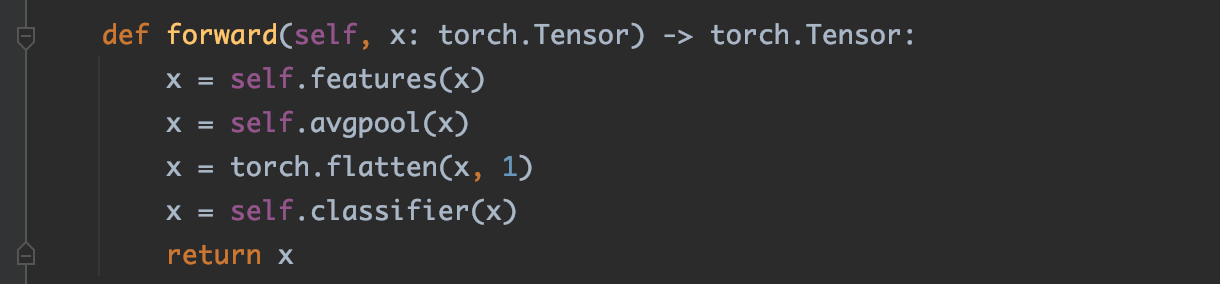 def forward(self, x: torch.Tensor) -> torch.Tensor:
    x = self.features(x)
    x = self.avgpool(x)
    x = torch.flatten(x, 1)
    x = self.classifier(x)
    return x